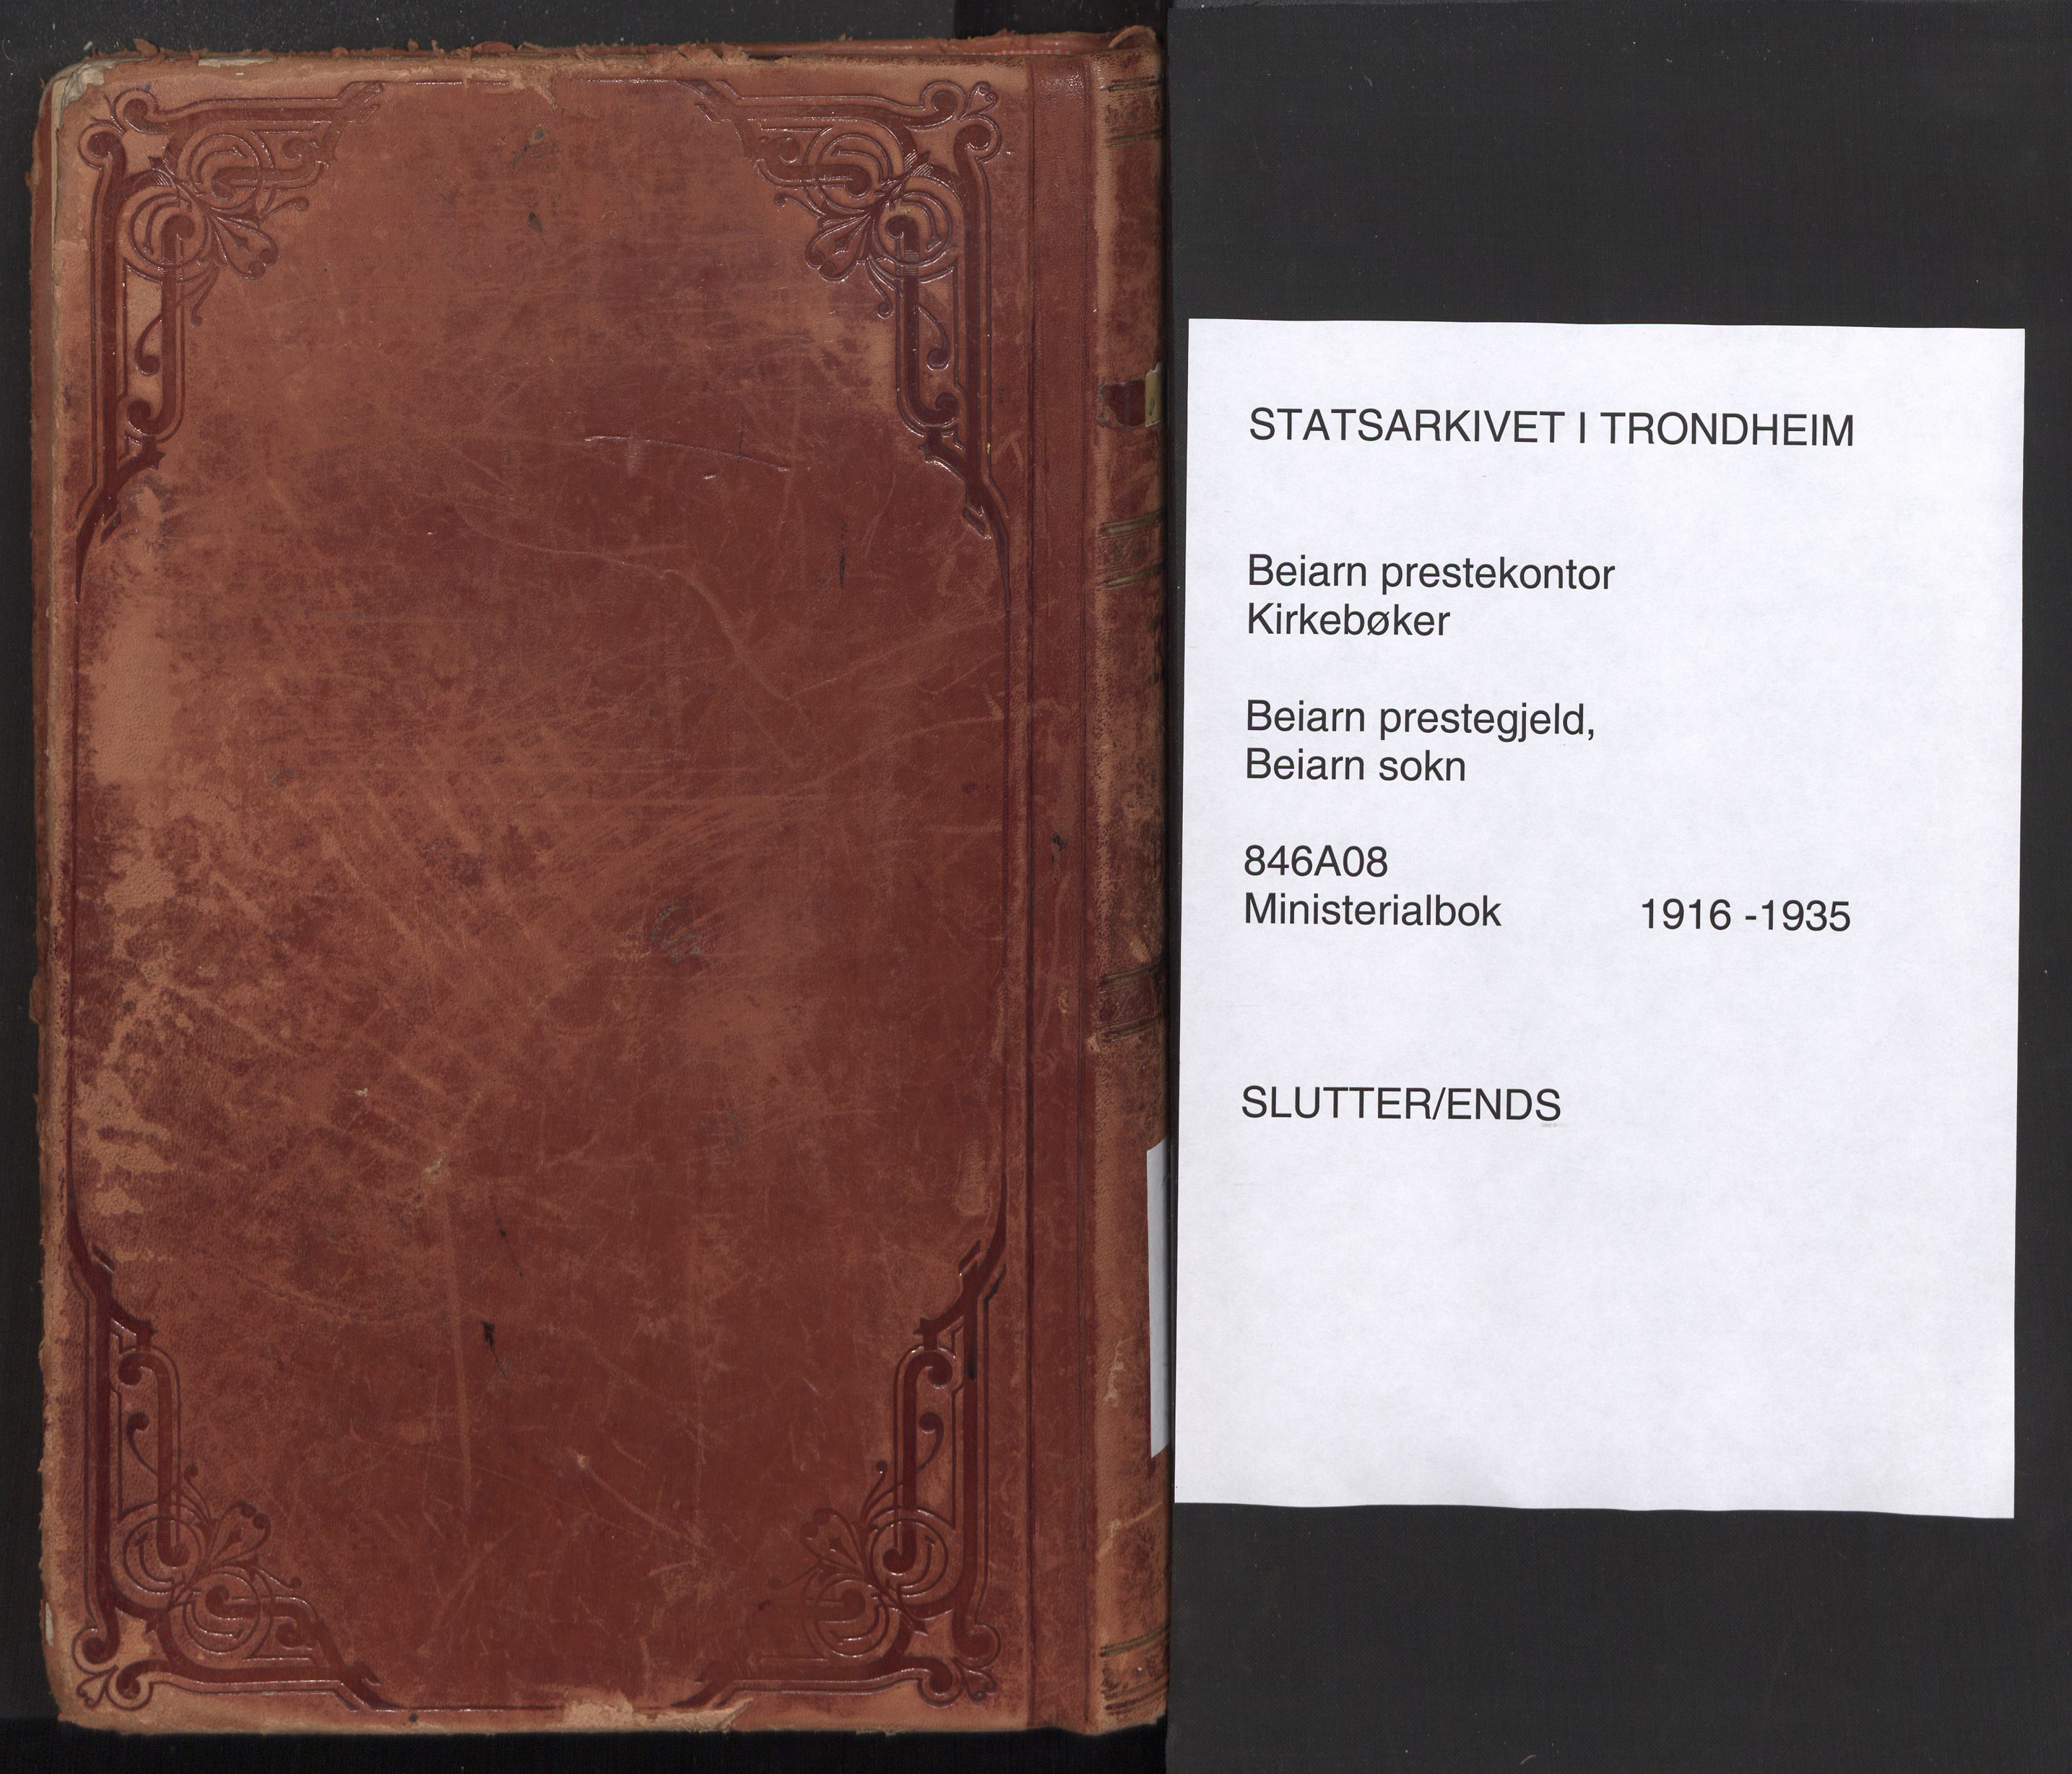 STATSARKIVET I TRONDHEIM
Beiarn prestekontor
Kirkebøker
Beiarn prestegjeld,
Beiarn sokn
846A08
Ministerialbok 1916 -1935
SLUTTER/ENDS